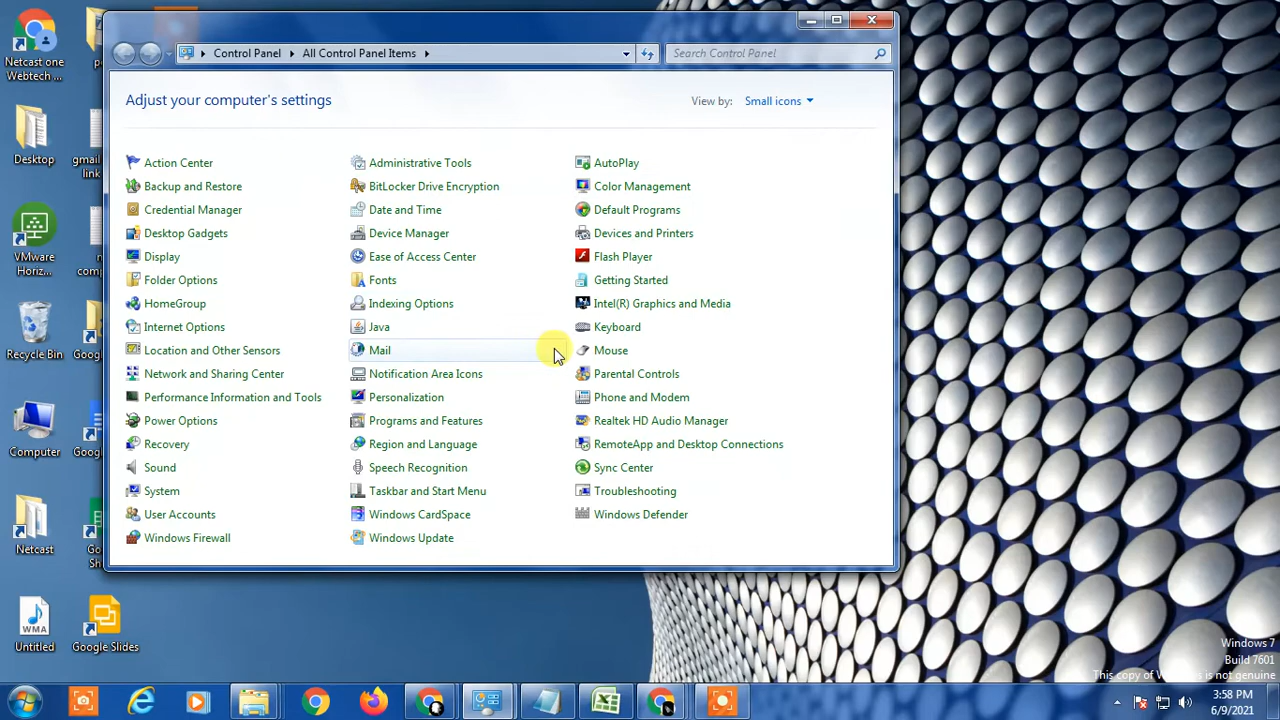 Netcast one
Webtech ...
Desktop
VMware
Horiz...
Recycle Bin
Computer
Netcast
Untitled
Google Slides
Control Panel
All Control Panel Items
Search Control Panel
Adjust your computer's settings
View by: Small icons
Action Center
Administrative Tools
AutoPlay
Backup and Restore
BitLocker Drive Encryption
Color Management
Credential Manager
Date and Time
Default Programs
Desktop Gadgets
Device Manager
Devices and Printers
Display
Ease of Access Center
Flash Player
Folder Options
Fonts
Getting Started
HomeGroup
Indexing Options
Intel(R) Graphics and Media
Internet Options
Java
Keyboard
Location and Other Sensors
Mail
Mouse
Network and Sharing Center
Notification Area Icons
Parental Controls
Performance Information and Tools
Personalization
Phone and Modem
Power Options
Programs and Features
Realtek HD Audio Manager
Recovery
Region and Language
RemoteApp and Desktop Connections
Sound
Speech Recognition
Sync Center
System
Taskbar and Start Menu
Troubleshooting
User Accounts
Windows CardSpace
Windows Defender
Windows Firewall
Windows Update
Windows 7
Build 7601
This copy of Windows is not genuine
3:58 PM
6/9/2021